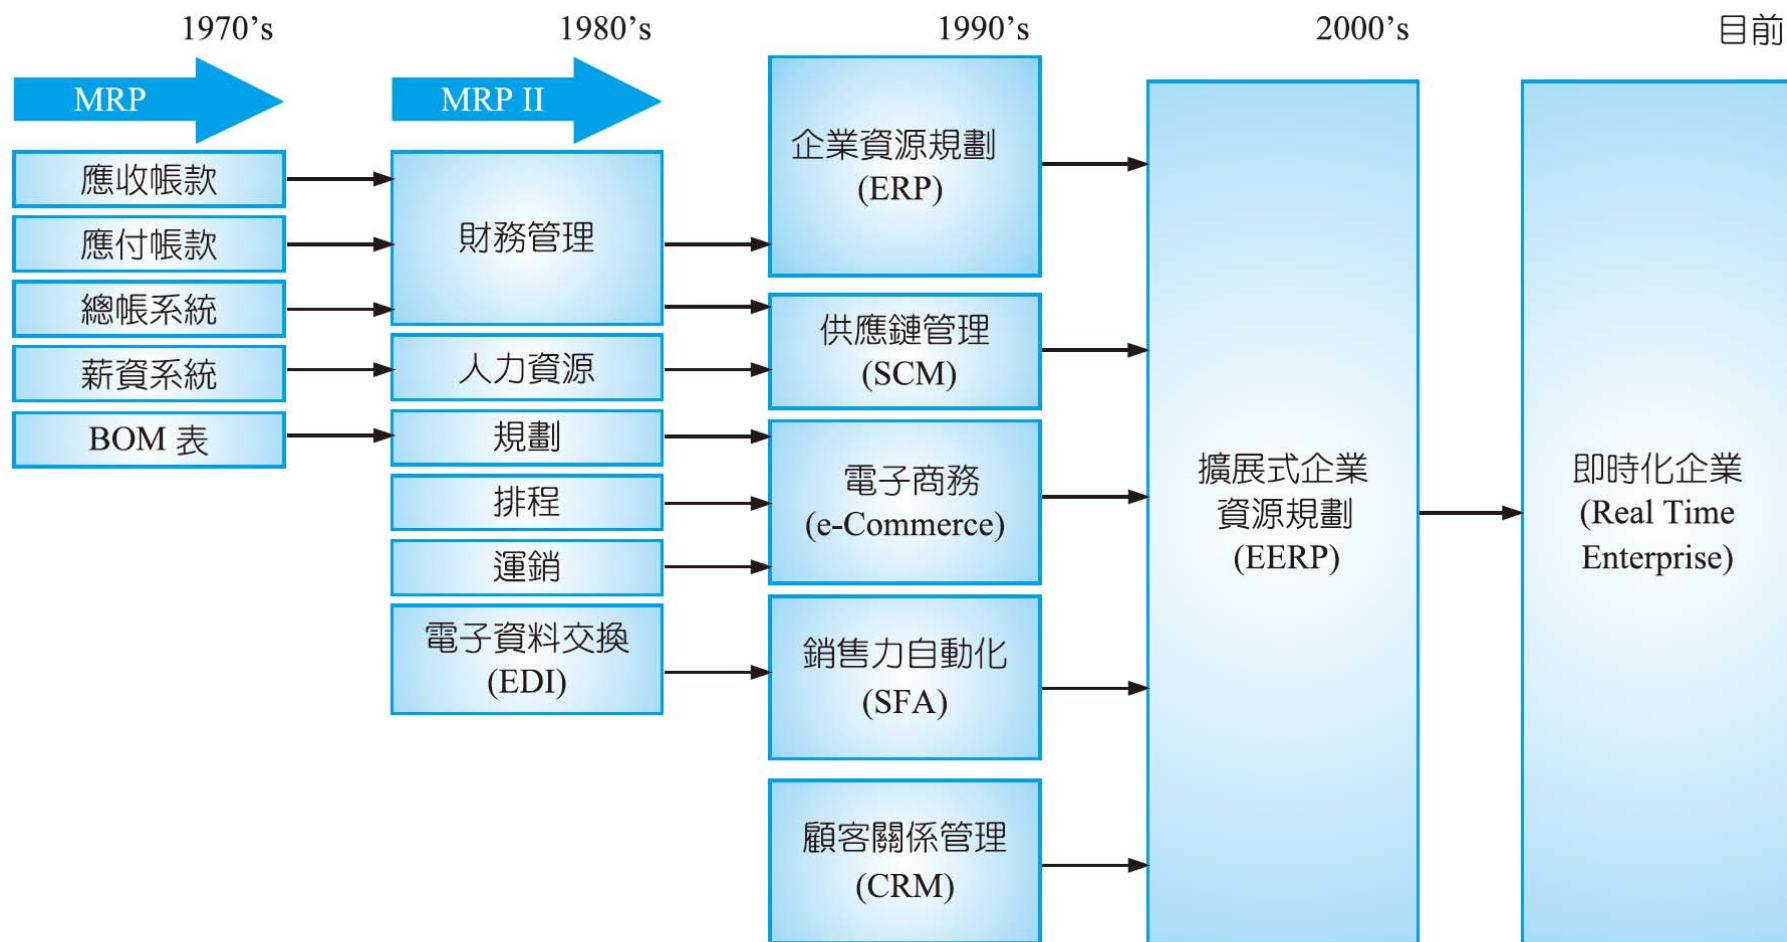 1970’s
1980’s
1990’s
2000’s
目前
MRP
應收帳款
應付帳款
總帳系統
薪資系統
BOM 表
MRP II
財務管理
人力資源
規劃
排程
運銷
電子資料交換
(EDI)
企業資源規劃
(ERP)
供應鏈管理
(SCM)
電子商務
(e-Commerce)
銷售力自動化
(SFA)
顧客關係管理
(CRM)
擴展式企業
資源規劃
(EERP)
即時化企業
(Real Time
Enterprise)